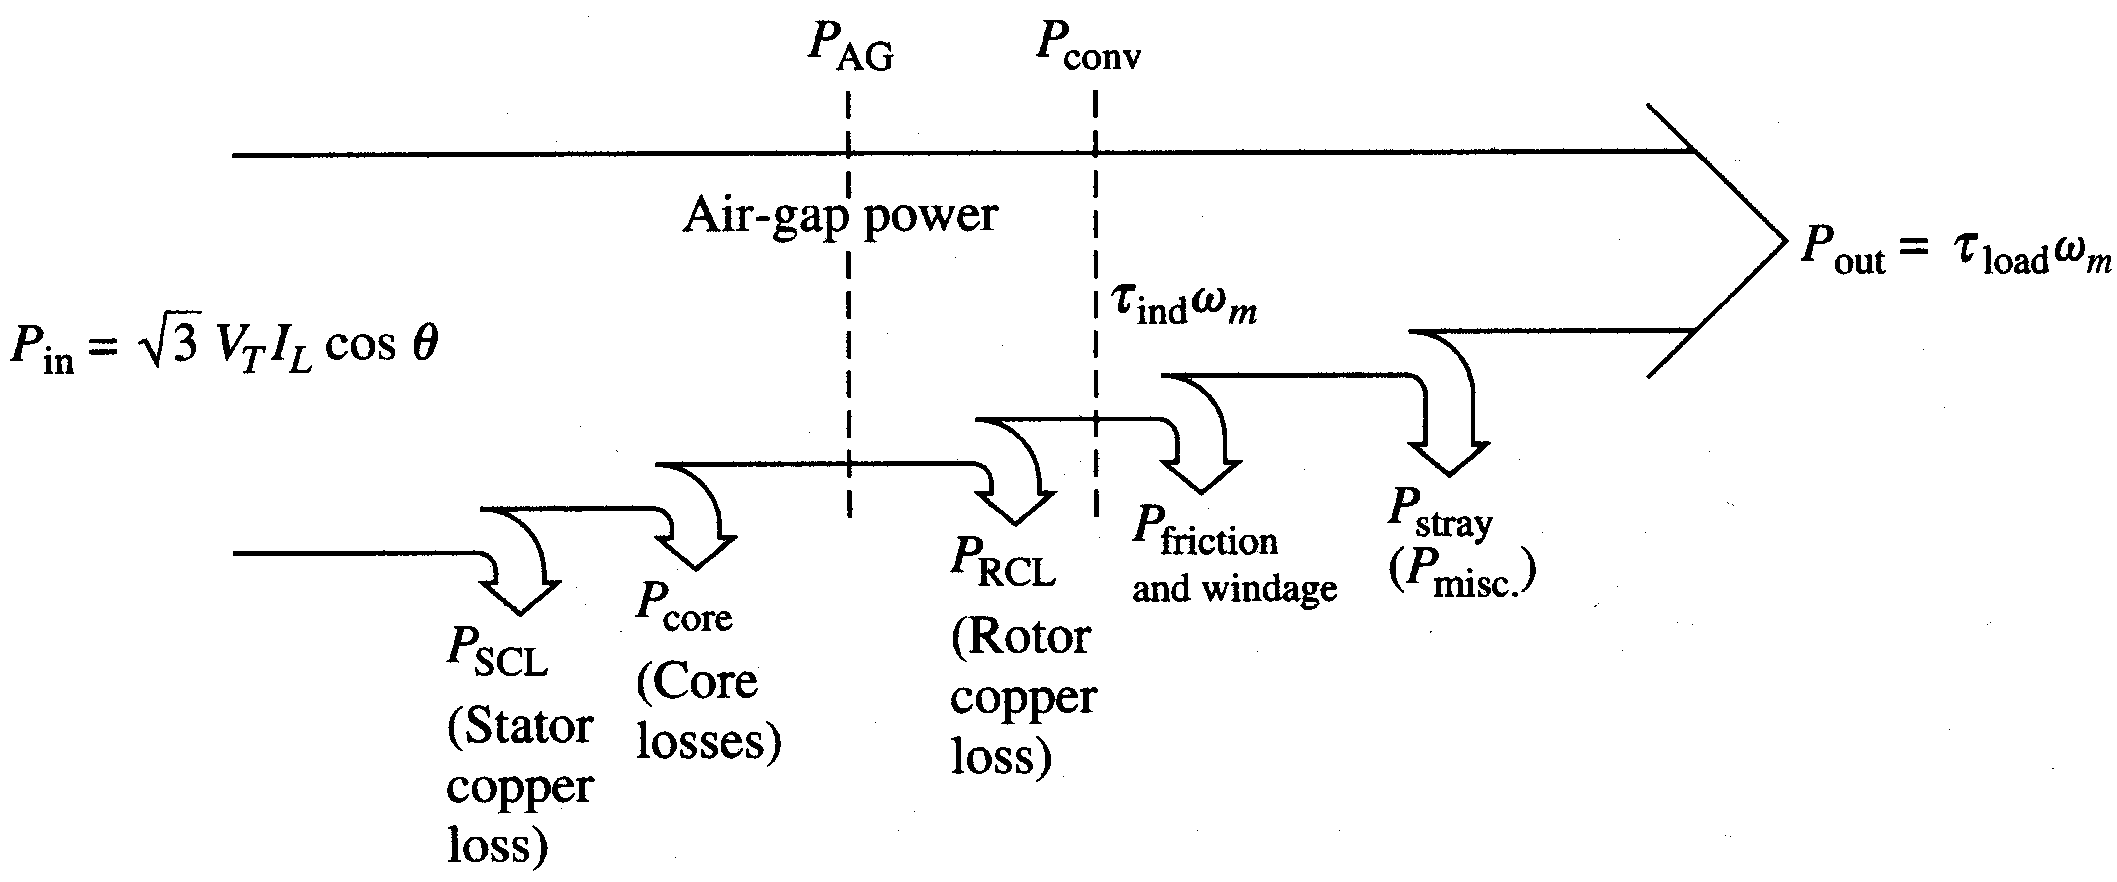 P_AG
P_conv
Air-gap power
P_out = τ_load ω_m
τ_ind ω_m
P_in = √3 V_T I_L cos θ
P_SCL
(Stator
copper
loss)
P_core
(Core
losses)
P_RCL
(Rotor
copper
loss)
P_friction
and windage
P_stray
(P_misc.)